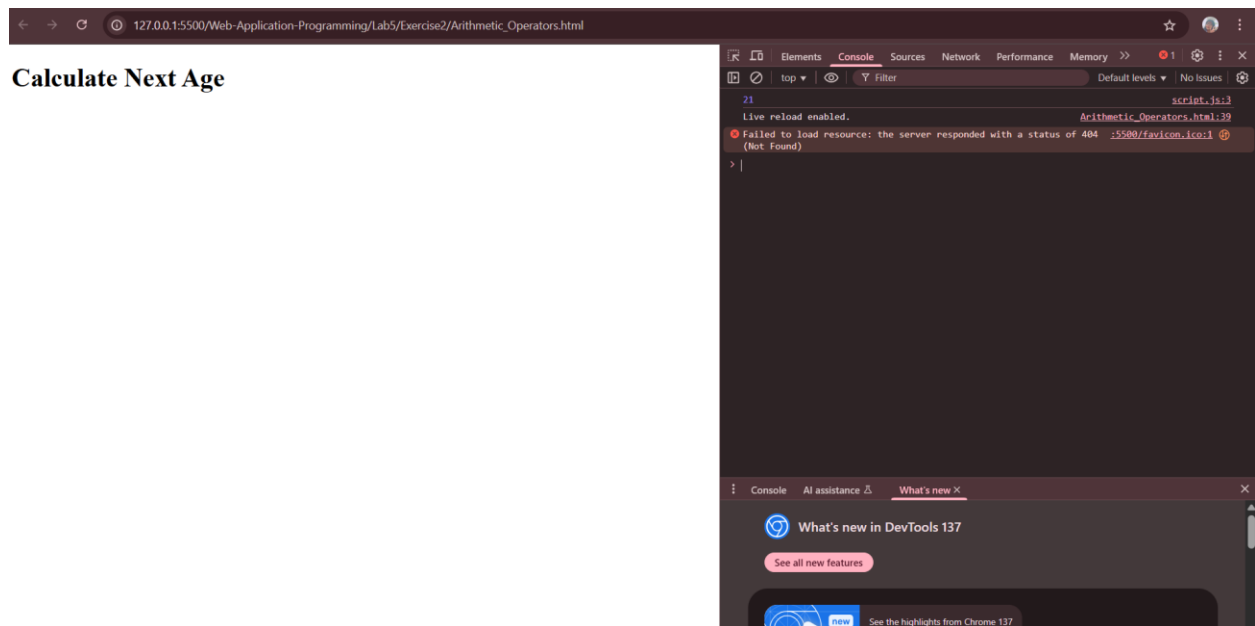 127.0.0.1:5500/Web-Application-Programming/Lab5/Exercise2/Arithmetic_Operators.html
Calculate Next Age
Elements Console Sources Network Performance Memory 1
top Filter Default levels No Issues
21 script.js:3
Live reload enabled. Arithmetic_Operators.html:39
Failed to load resource: the server responded with a status of 404 :5500/favicon.ico:1
(Not Found)
Console AI assistance What's new
What's new in DevTools 137
See all new features
new See the highlights from Chrome 137